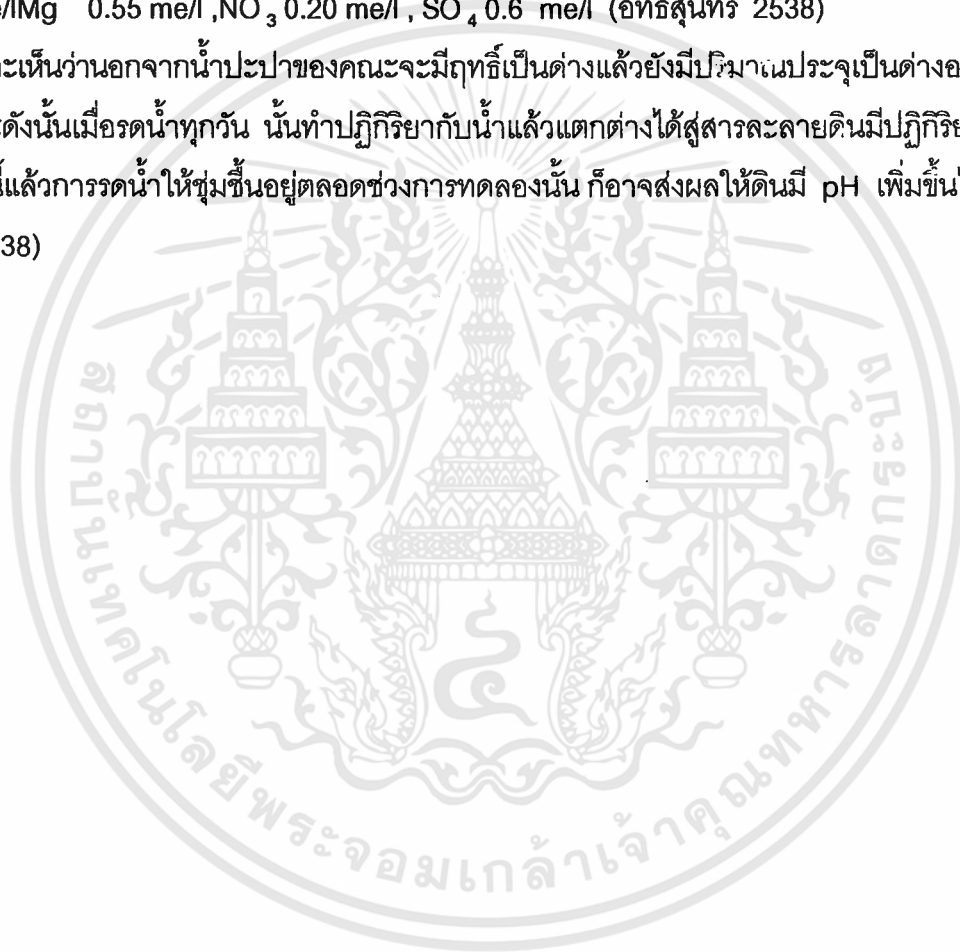 e/lMg 0.55 me/l ,NO 3 0.20 me/l , SO 4 0.6 me/l (อิทธิสุนทร 2538)
ะเห็นว่านอกจากน้ำปะปาของคณะจะมีฤทธิ์เป็นด่างแล้วยังมีปริมาณประจุเป็นด่างอ
ะดังนั้นเมื่อรดน้ำทุกวัน นั้นทำปฏิกิริยากับน้ำแล้วแตกต่างได้สู่สารละลายดินมีปฏิกิริย
นี้แล้วการรดน้ำให้ชุ่มชื้นอยู่ตลอดช่วงการทดลองนั้น ก็อาจส่งผลให้ดินมี pH เพิ่มขึ้น
38)
สถาบันเทคโนโลยีพระจอมเกล้าเจ้าคุณทหารลาดกระบัง